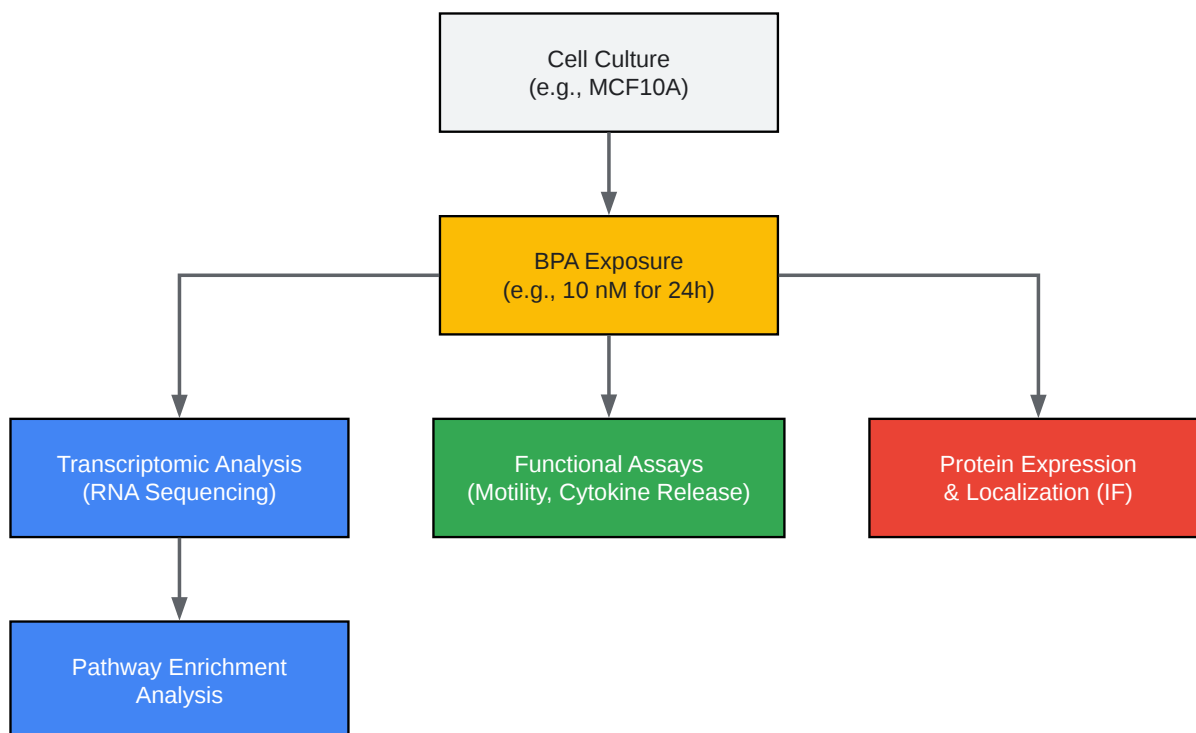 Cell Culture
(e.g., MCF10A)
BPA Exposure
(e.g., 10 nM for 24h)
Transcriptomic Analysis
(RNA Sequencing)
Functional Assays
(Motility, Cytokine Release)
Protein Expression
& Localization (IF)
Pathway Enrichment
Analysis